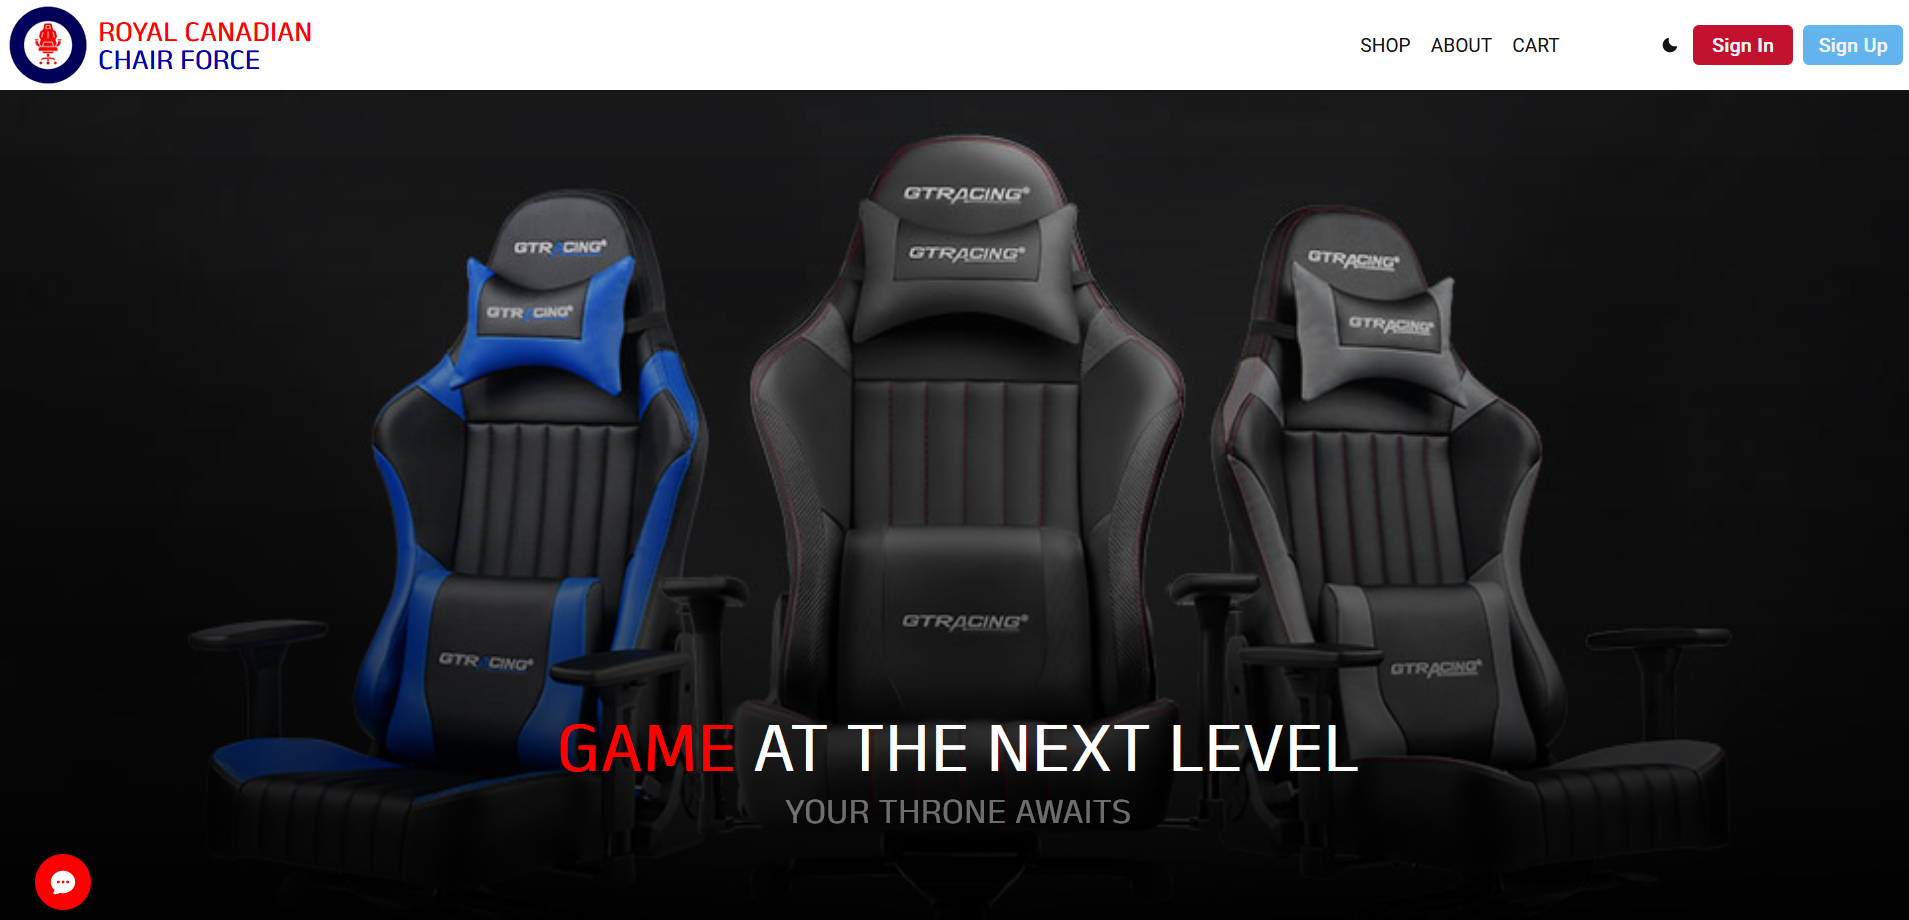 ROYAL CANADIAN
CHAIR FORCE
SHOP ABOUT CART Sign In Sign Up
GTRACING®
GTRACING®
GTRACING®
GTRACING®
GTRACING®
GTRACING®
GTRACING®
GTRACING®
GTRACING®
GAME AT THE NEXT LEVEL
YOUR THRONE AWAITS